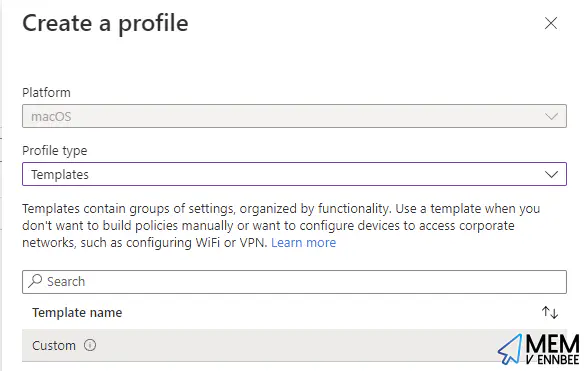 Create a profile
Platform
macOS
Profile type
Templates
Templates contain groups of settings, organized by functionality. Use a template when you
don't want to build policies manually or want to configure devices to access corporate
networks, such as configuring WiFi or VPN. Learn more
Search
Template name
Custom
MEM
V ENNBEE